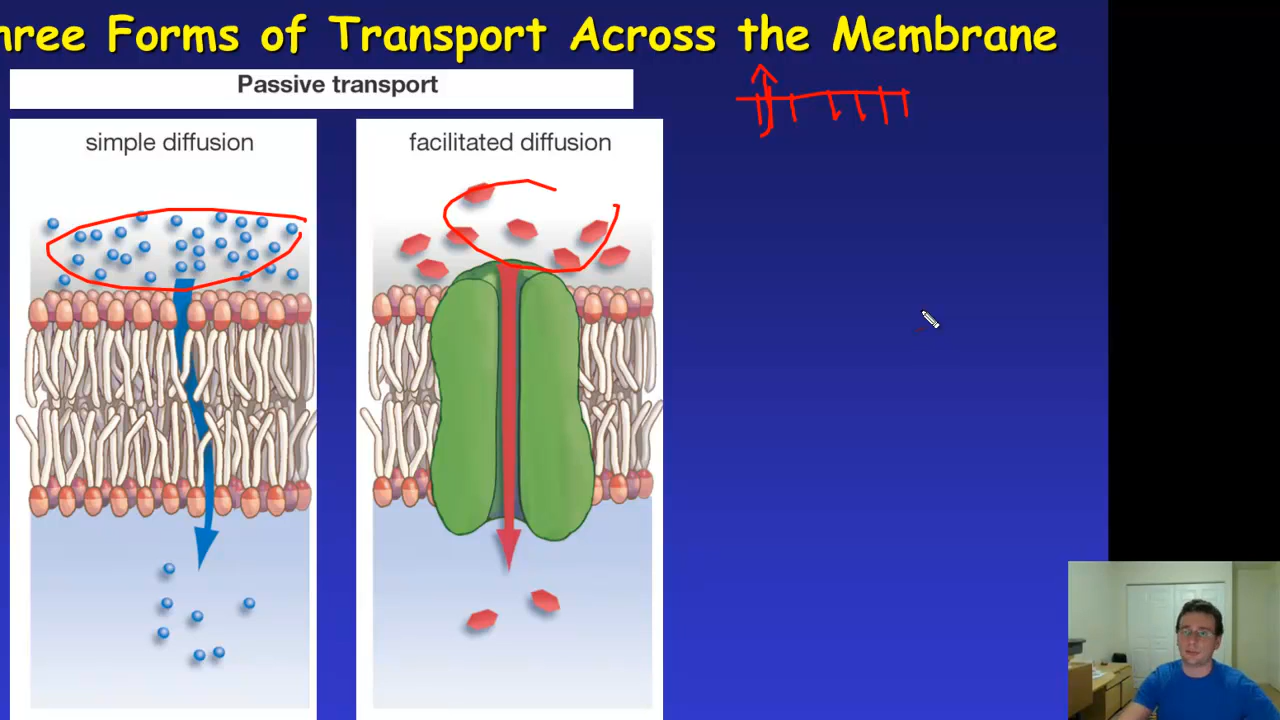 hree Forms of Transport Across the Membrane
Passive transport
simple diffusion
facilitated diffusion